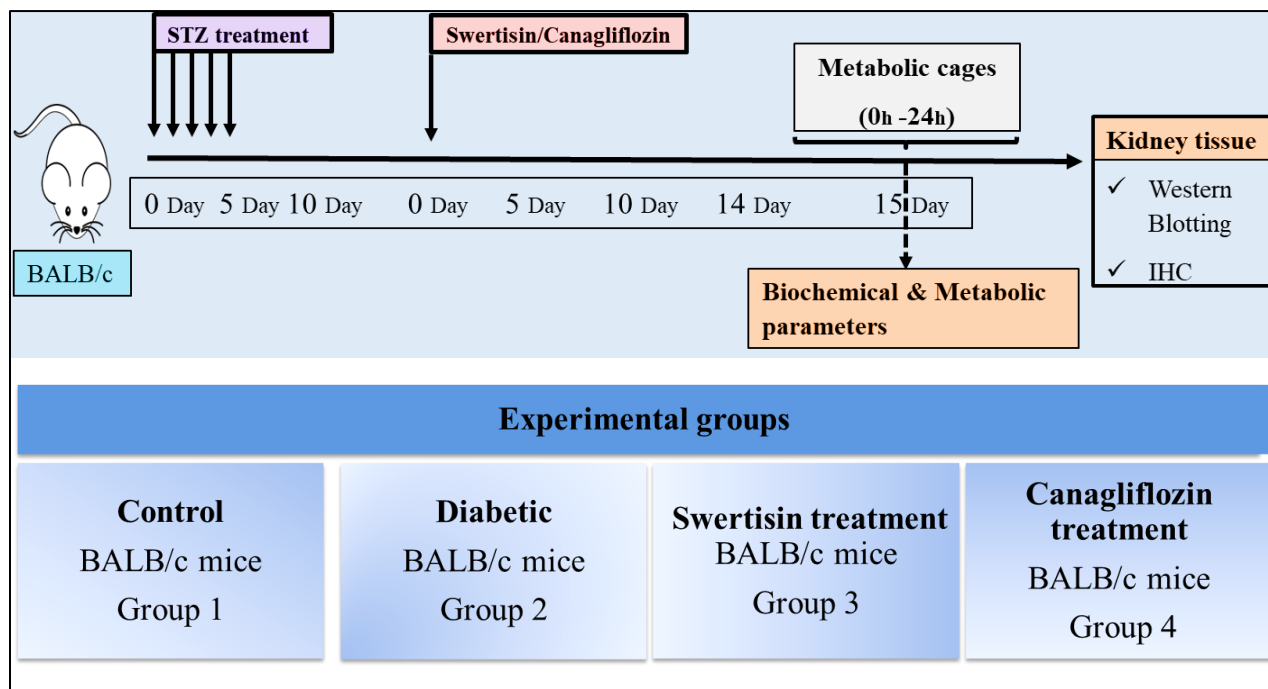 STZ treatment
Swertisin/Canagliflozin
Metabolic cages
(0h -24h)
Kidney tissue
✓ Western
Blotting
✓ IHC
0 Day 5 Day 10 Day 0 Day 5 Day 10 Day 14 Day 15 Day
BALB/c
Biochemical & Metabolic
parameters
Experimental groups
Control
BALB/c mice
Group 1
Diabetic
BALB/c mice
Group 2
Swertisin treatment
BALB/c mice
Group 3
Canagliflozin
treatment
BALB/c mice
Group 4